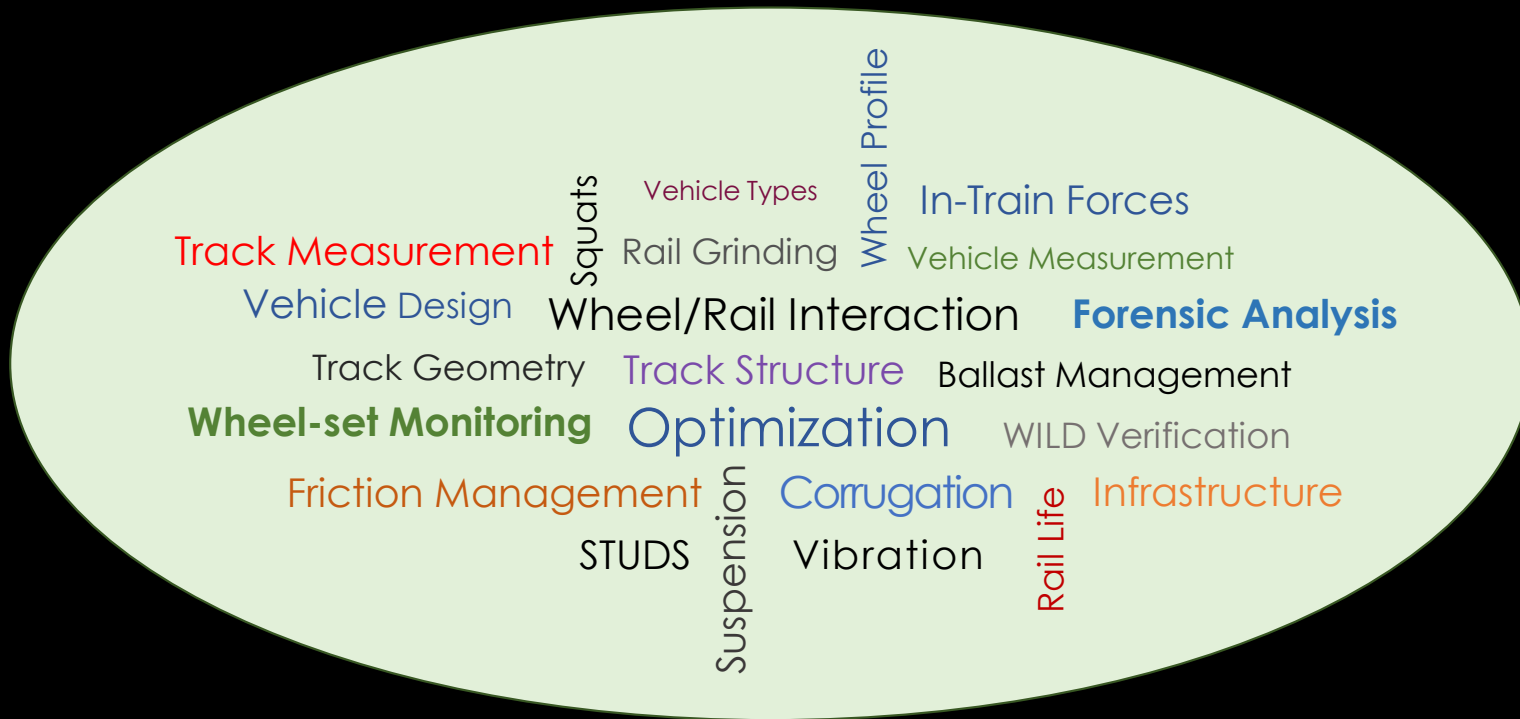 Wheel Profile
Squats
Vehicle Types
In-Train Forces
Track Measurement
Rail Grinding
Vehicle Measurement
Vehicle Design
Wheel/Rail Interaction
Forensic Analysis
Track Geometry
Track Structure
Ballast Management
Wheel-set Monitoring
Optimization
WILD Verification
Friction Management
Suspension
Corrugation
Rail Life
Infrastructure
STUDS
Vibration